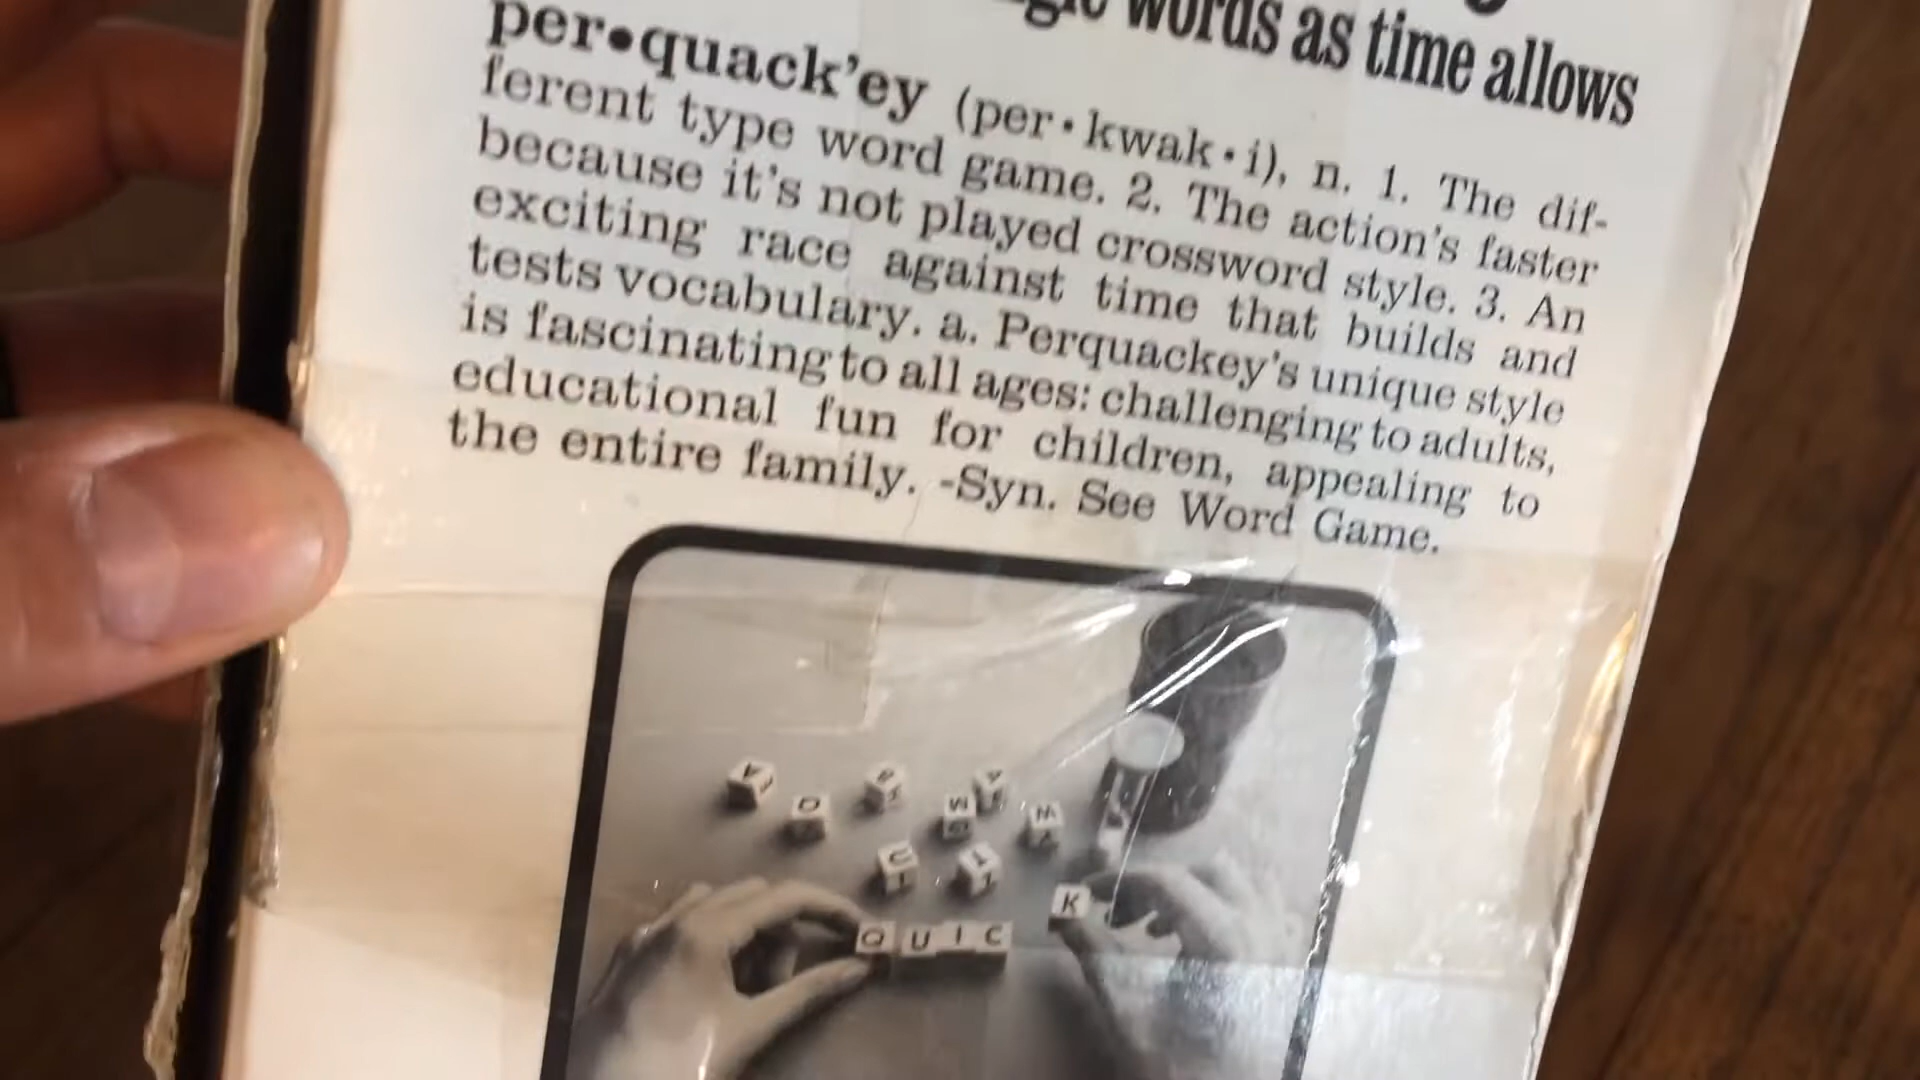 words as time allows
per•quack'ey (per•kwak•i), n. 1. The dif-
ferent type word game. 2. The action's faster
because it's not played crossword style. 3. An
exciting race against time that builds and
tests vocabulary. a. Perquackey's unique style
is fascinating to all ages: challenging to adults,
educational fun for children, appealing to
the entire family. -Syn. See Word Game.
O
K
Q U I C